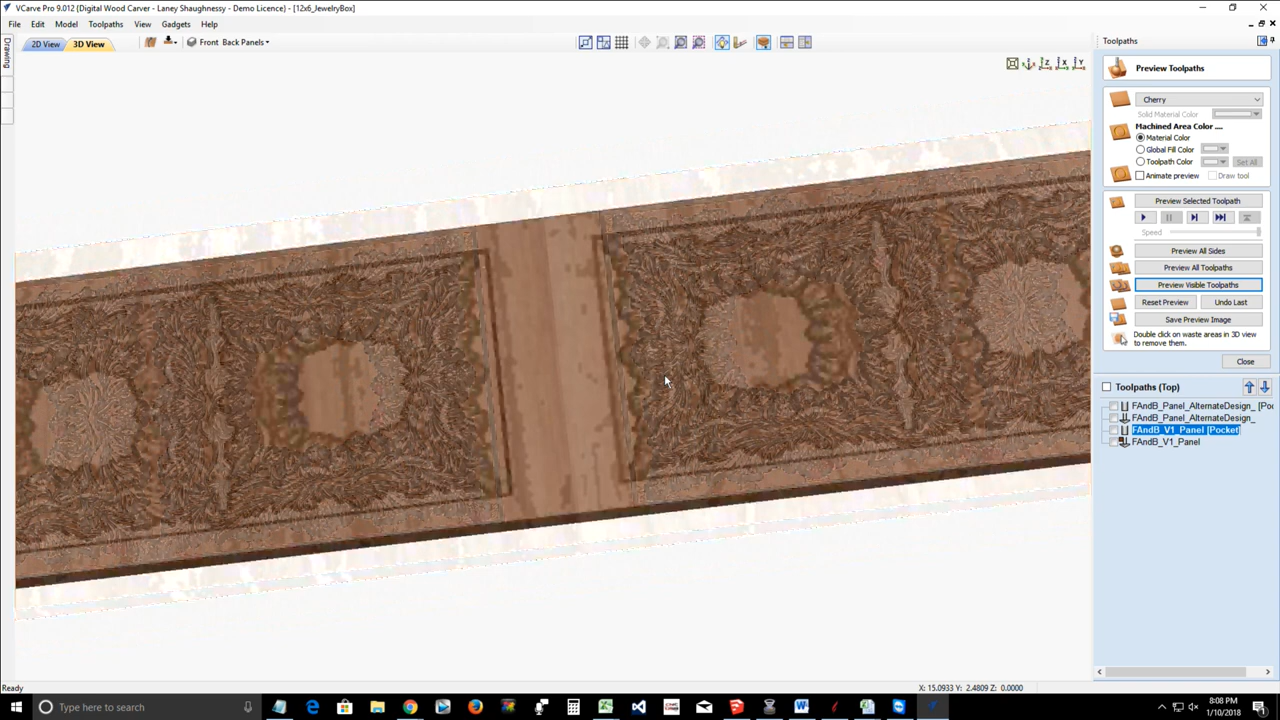 VCarve Pro 9.012 {Digital Wood Carver - Laney Shaughnessy - Demo Licence} - [12x6_JewelryBox]
File Edit Model Toolpaths View Gadgets Help
Drawing
2D View 3D View Front Back Panels
Z X Y
Toolpaths
Preview Toolpaths
Cherry
Solid Material Color
Machined Area Color ....
Material Color
Global Fill Color
Toolpath Color Set All
Animate preview Draw tool
Preview Selected Toolpath
Speed
Preview All Sides
Preview All Toolpaths
Preview Visible Toolpaths
Reset Preview Undo Last
Save Preview Image
Double click on waste areas in 3D view
to remove them.
Close
Toolpaths (Top)
FAndB_Panel_AlternateDesign_ [Poc
FAndB_Panel_AlternateDesign_
FAndB_V1_Panel [Pocket]
FAndB_V1_Panel
Ready X: 15.0933 Y: 2.4809 Z: 0.0000
Type here to search
8:08 PM
1/10/2018